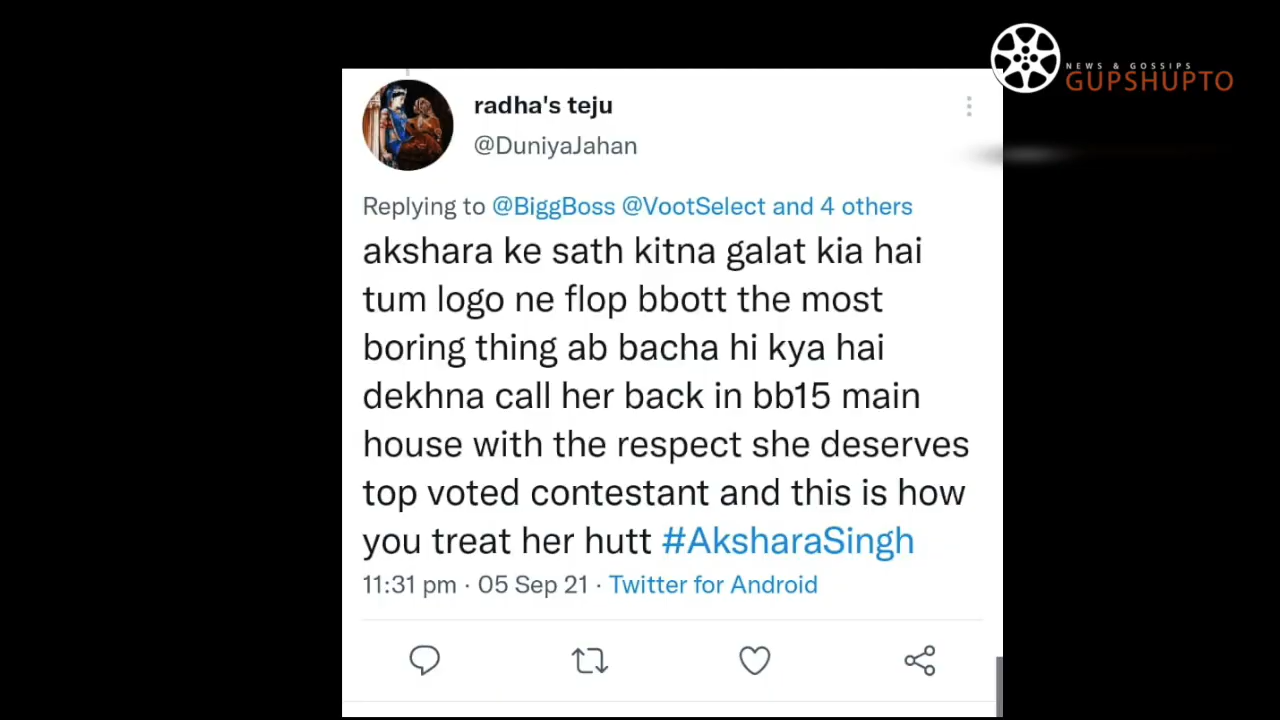 NEWS & GOSSIPS
GUPSHUPTO
radha's teju
@DuniyaJahan
Replying to @BiggBoss @VootSelect and 4 others
akshara ke sath kitna galat kia hai
tum logo ne flop bbott the most
boring thing ab bacha hi kya hai
dekhna call her back in bb15 main
house with the respect she deserves
top voted contestant and this is how
you treat her hutt #AksharaSingh
11:31 pm · 05 Sep 21 · Twitter for Android